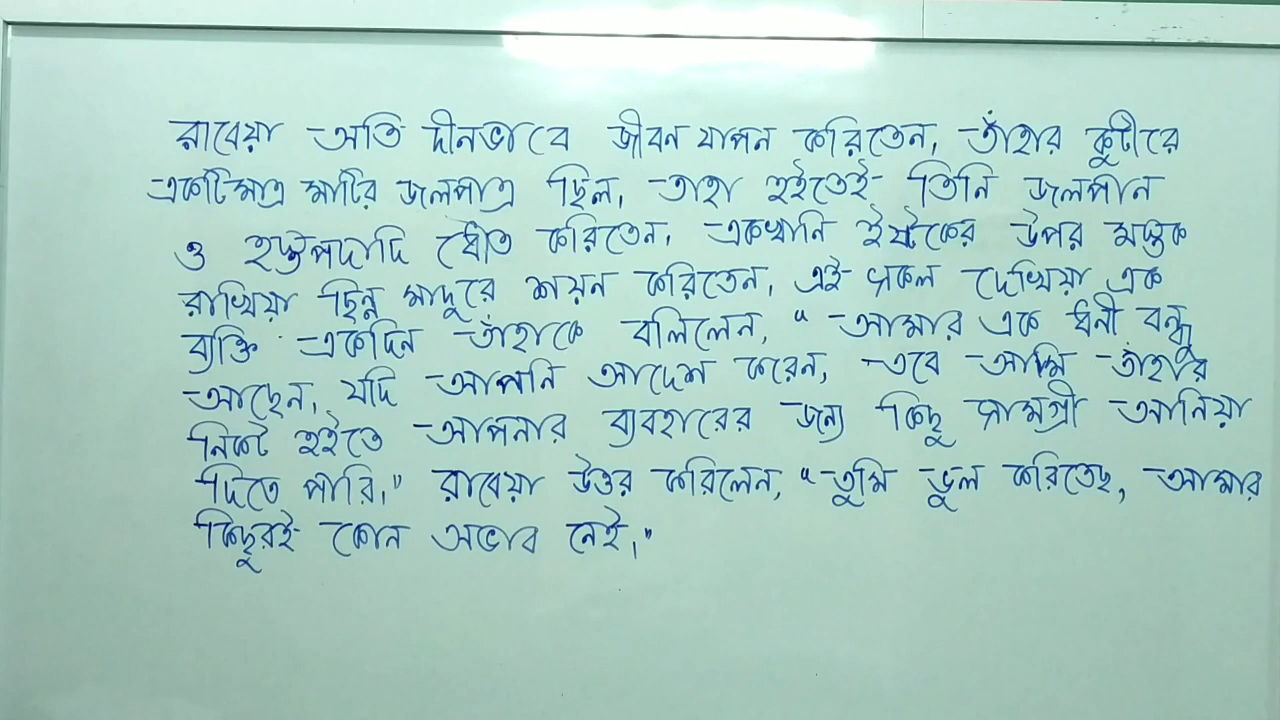 রাবেয়া অতি দীনভাবে জীবন যাপন করিতেন, তাঁহার কুটীরে
একটিমাত্র মাটির জলপাত্র ছিল, তাহা হইতেই তিনি জলপান
ও হস্তপদাদি ধৌত করিতেন, একখানি ইষ্টকের উপর মস্তক
রাখিয়া ছিন্ন মাদুরে শয়ন করিতেন, এই সকল দেখিয়া এক
ব্যক্তি একদিন তাঁহাকে বলিলেন, "আমার এক ধনী বন্ধু
আছেন, যদি আপনি আদেশ করেন, তবে আমি তাঁহার
নিকট হইতে আপনার ব্যবহারের জন্য কিছু সামগ্রী আনিয়া
দিতে পারি," রাবেয়া উত্তর করিলেন, "তুমি ভুল করিতেছ, আমার
কিছুরই কোন অভাব নেই,"